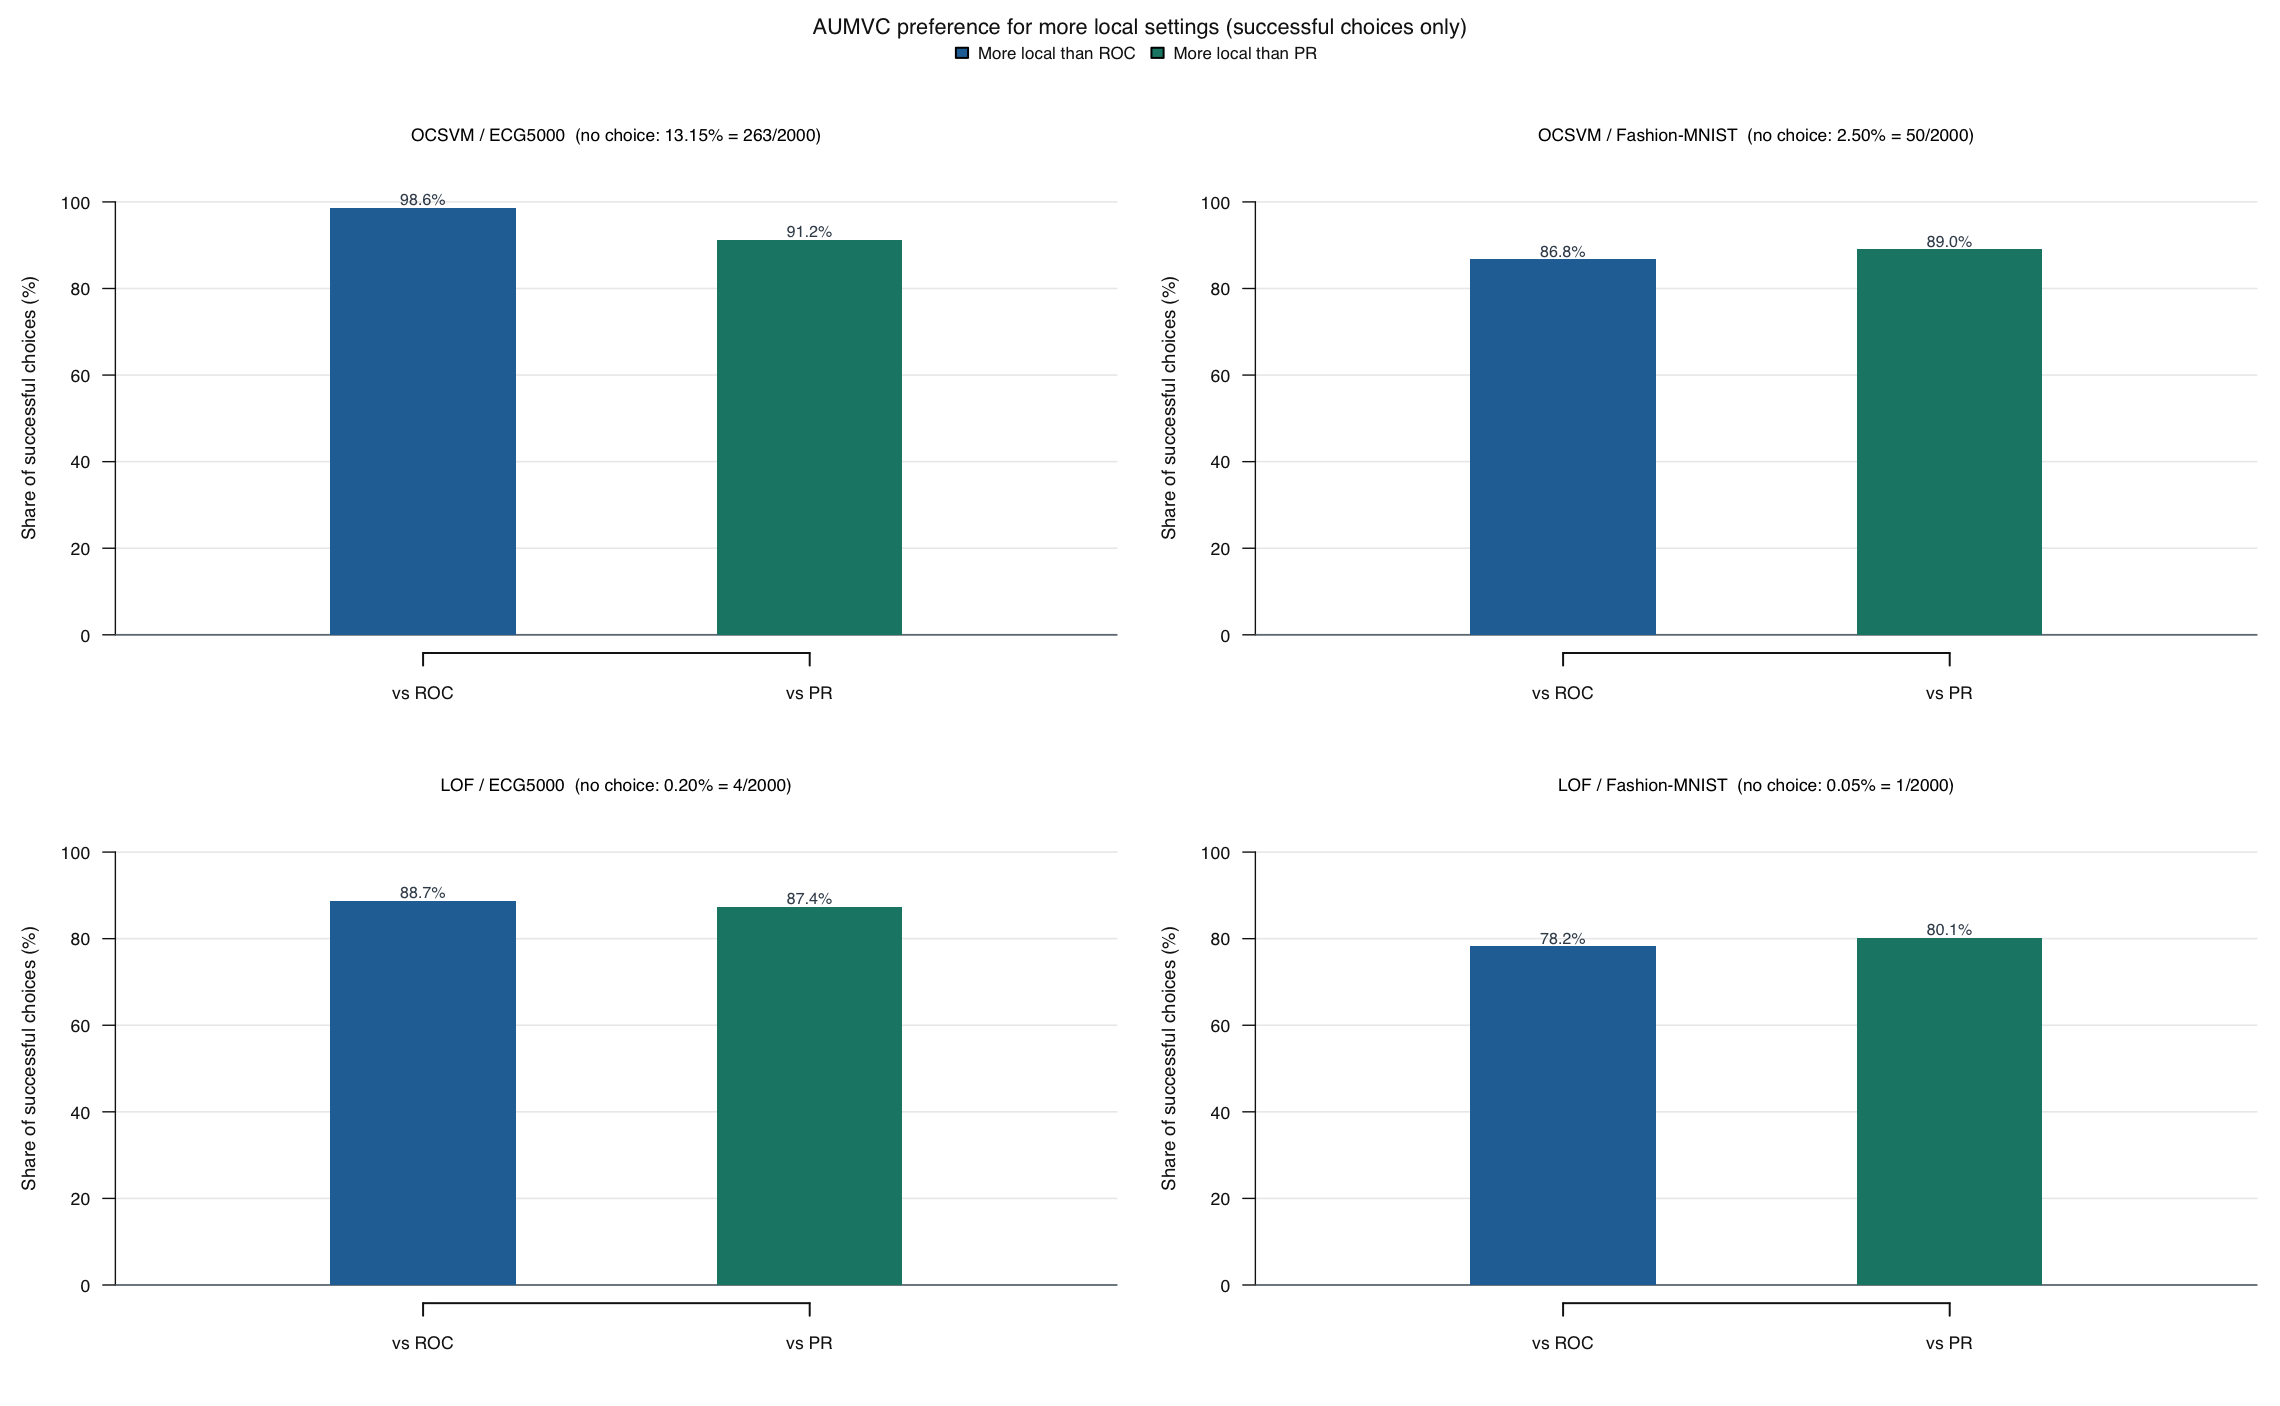 AUMVC preference for more local settings (successful choices only)
More local than ROC More local than PR
OCSVM / ECG5000 (no choice: 13.15% = 263/2000)
Share of successful choices (%)
100
80
60
40
20
0
98.6%
91.2%
vs ROC
vs PR
OCSVM / Fashion-MNIST (no choice: 2.50% = 50/2000)
Share of successful choices (%)
100
80
60
40
20
0
86.8%
89.0%
vs ROC
vs PR
LOF / ECG5000 (no choice: 0.20% = 4/2000)
Share of successful choices (%)
100
80
60
40
20
0
88.7%
87.4%
vs ROC
vs PR
LOF / Fashion-MNIST (no choice: 0.05% = 1/2000)
Share of successful choices (%)
100
80
60
40
20
0
78.2%
80.1%
vs ROC
vs PR